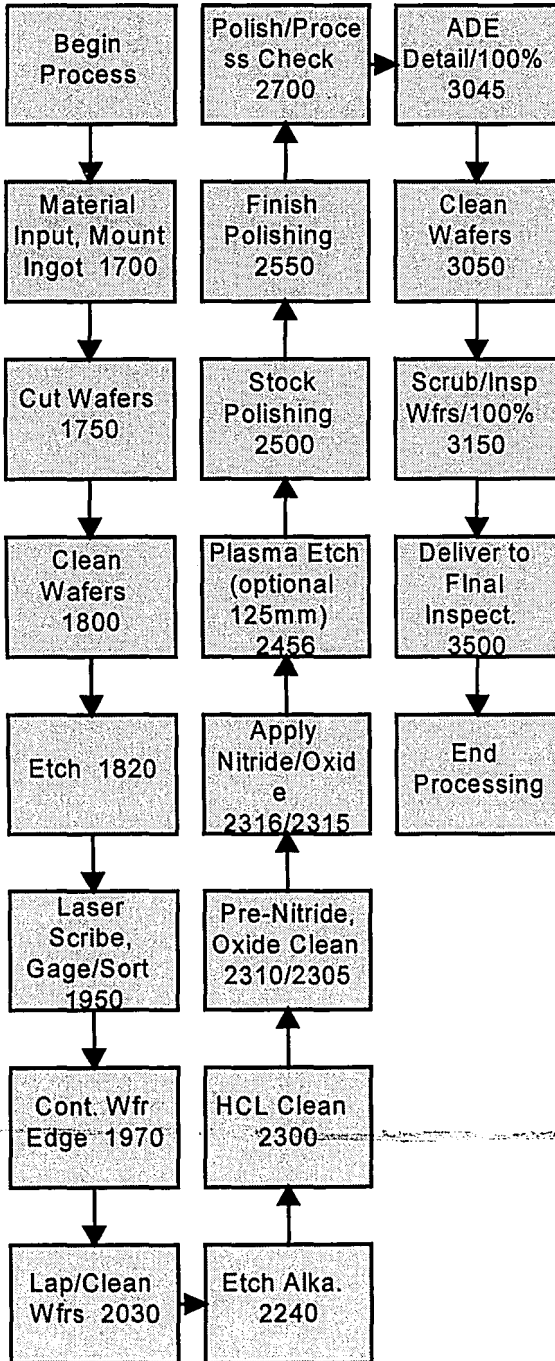 Begin
Process
Material
Input, Mount
Ingot 1700
Cut Wafers
1750
Clean
Wafers
1800
Etch 1820
Laser
Scribe,
Gage/Sort
1950
Cont. Wfr
Edge 1970
Lap/Clean
Wfrs 2030
Etch Alka.
2240
HCL Clean
2300
Pre-Nitride,
Oxide Clean
2310/2305
Apply
Nitride/Oxid
e
2316/2315
Plasma Etch
(optional
125mm)
2456
Stock
Polishing
2500
Finish
Polishing
2550
Polish/Proce
ss Check
2700
ADE
Detail/100%
3045
Clean
Wafers
3050
Scrub/Insp
Wfrs/100%
3150
Deliver to
FInal
Inspect.
3500
End
Processing